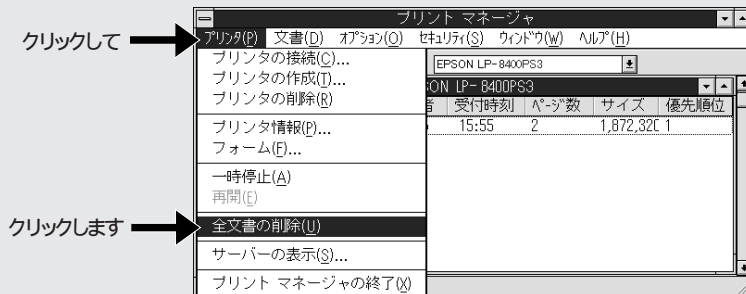 プリント マネージャ
クリックして
プリンタ(P) 文書(D) オプション(O) セキュリティ(S) ウィンドウ(W) ヘルプ(H)
プリンタの接続(C)...
EPSON LP-8400PS3
プリンタの作成(T)...
ON LP-8400PS3
プリンタの削除(R)
者 受付時刻 ページ数 サイズ 優先順位
プリンタ情報(P)...
15:55 2 1,872,320 1
フォーム(F)...
一時停止(A)
再開(E)
クリックします
全文書の削除(U)
サーバーの表示(S)...
プリント マネージャの終了(X)